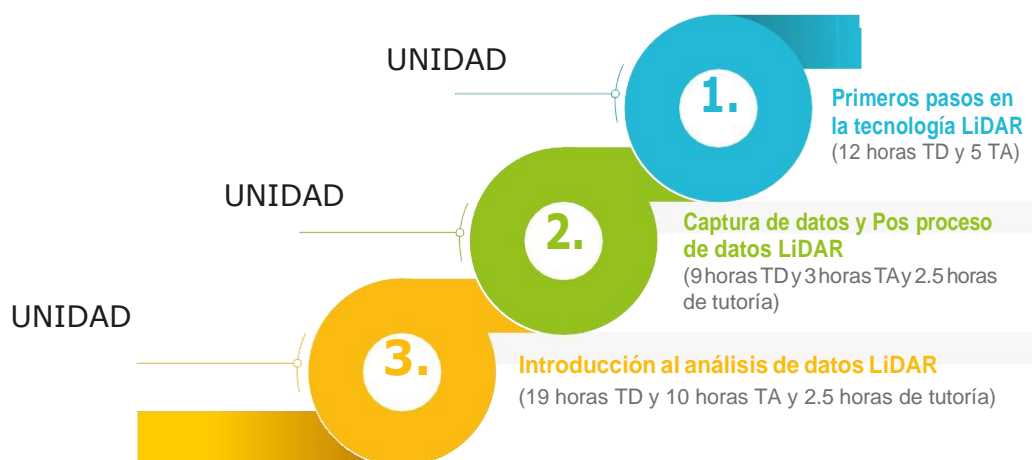 UNIDAD
1.
Primeros pasos en
la tecnología LiDAR
(12 horas TD y 5 TA)
UNIDAD
2.
Captura de datos y Pos proceso
de datos LiDAR
(9 horas TD y 3 horas TA y 2.5 horas
de tutoría)
UNIDAD
3.
Introducción al análisis de datos LiDAR
(19 horas TD y 10 horas TA y 2.5 horas de tutoría)